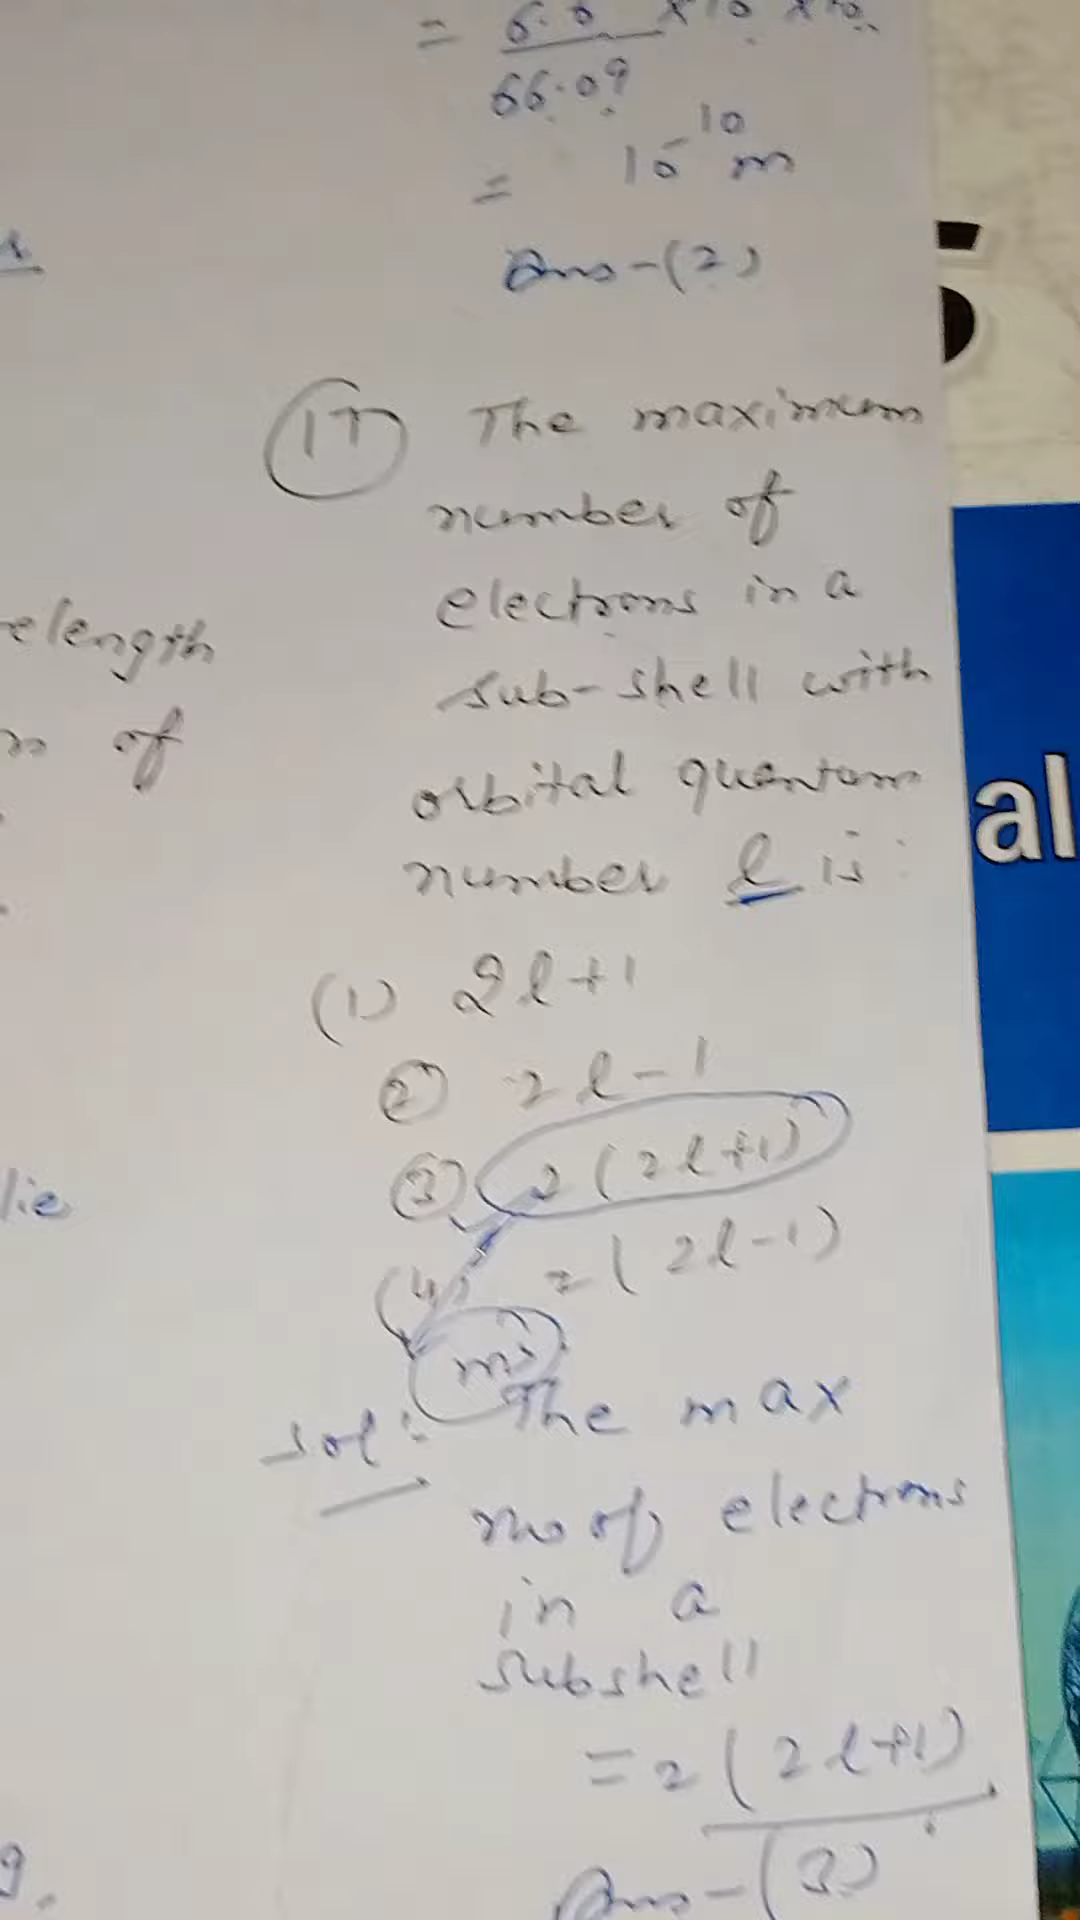 = 6.6 × 10 × 10
66.09
= 10⁻¹⁰ m
Ans-(2)
(17) The maximum
number of
electrons in a
sub-shell with
orbital quantum
number l is:
(1) 2l+1
(2) 2l-1
(3) 2(2l+1)
(4) 2(2l-1)
Sol: The max
no of electrons
in a
subshell
= 2(2l+1)
Ans-(3)
elength
of
lie
9.
al